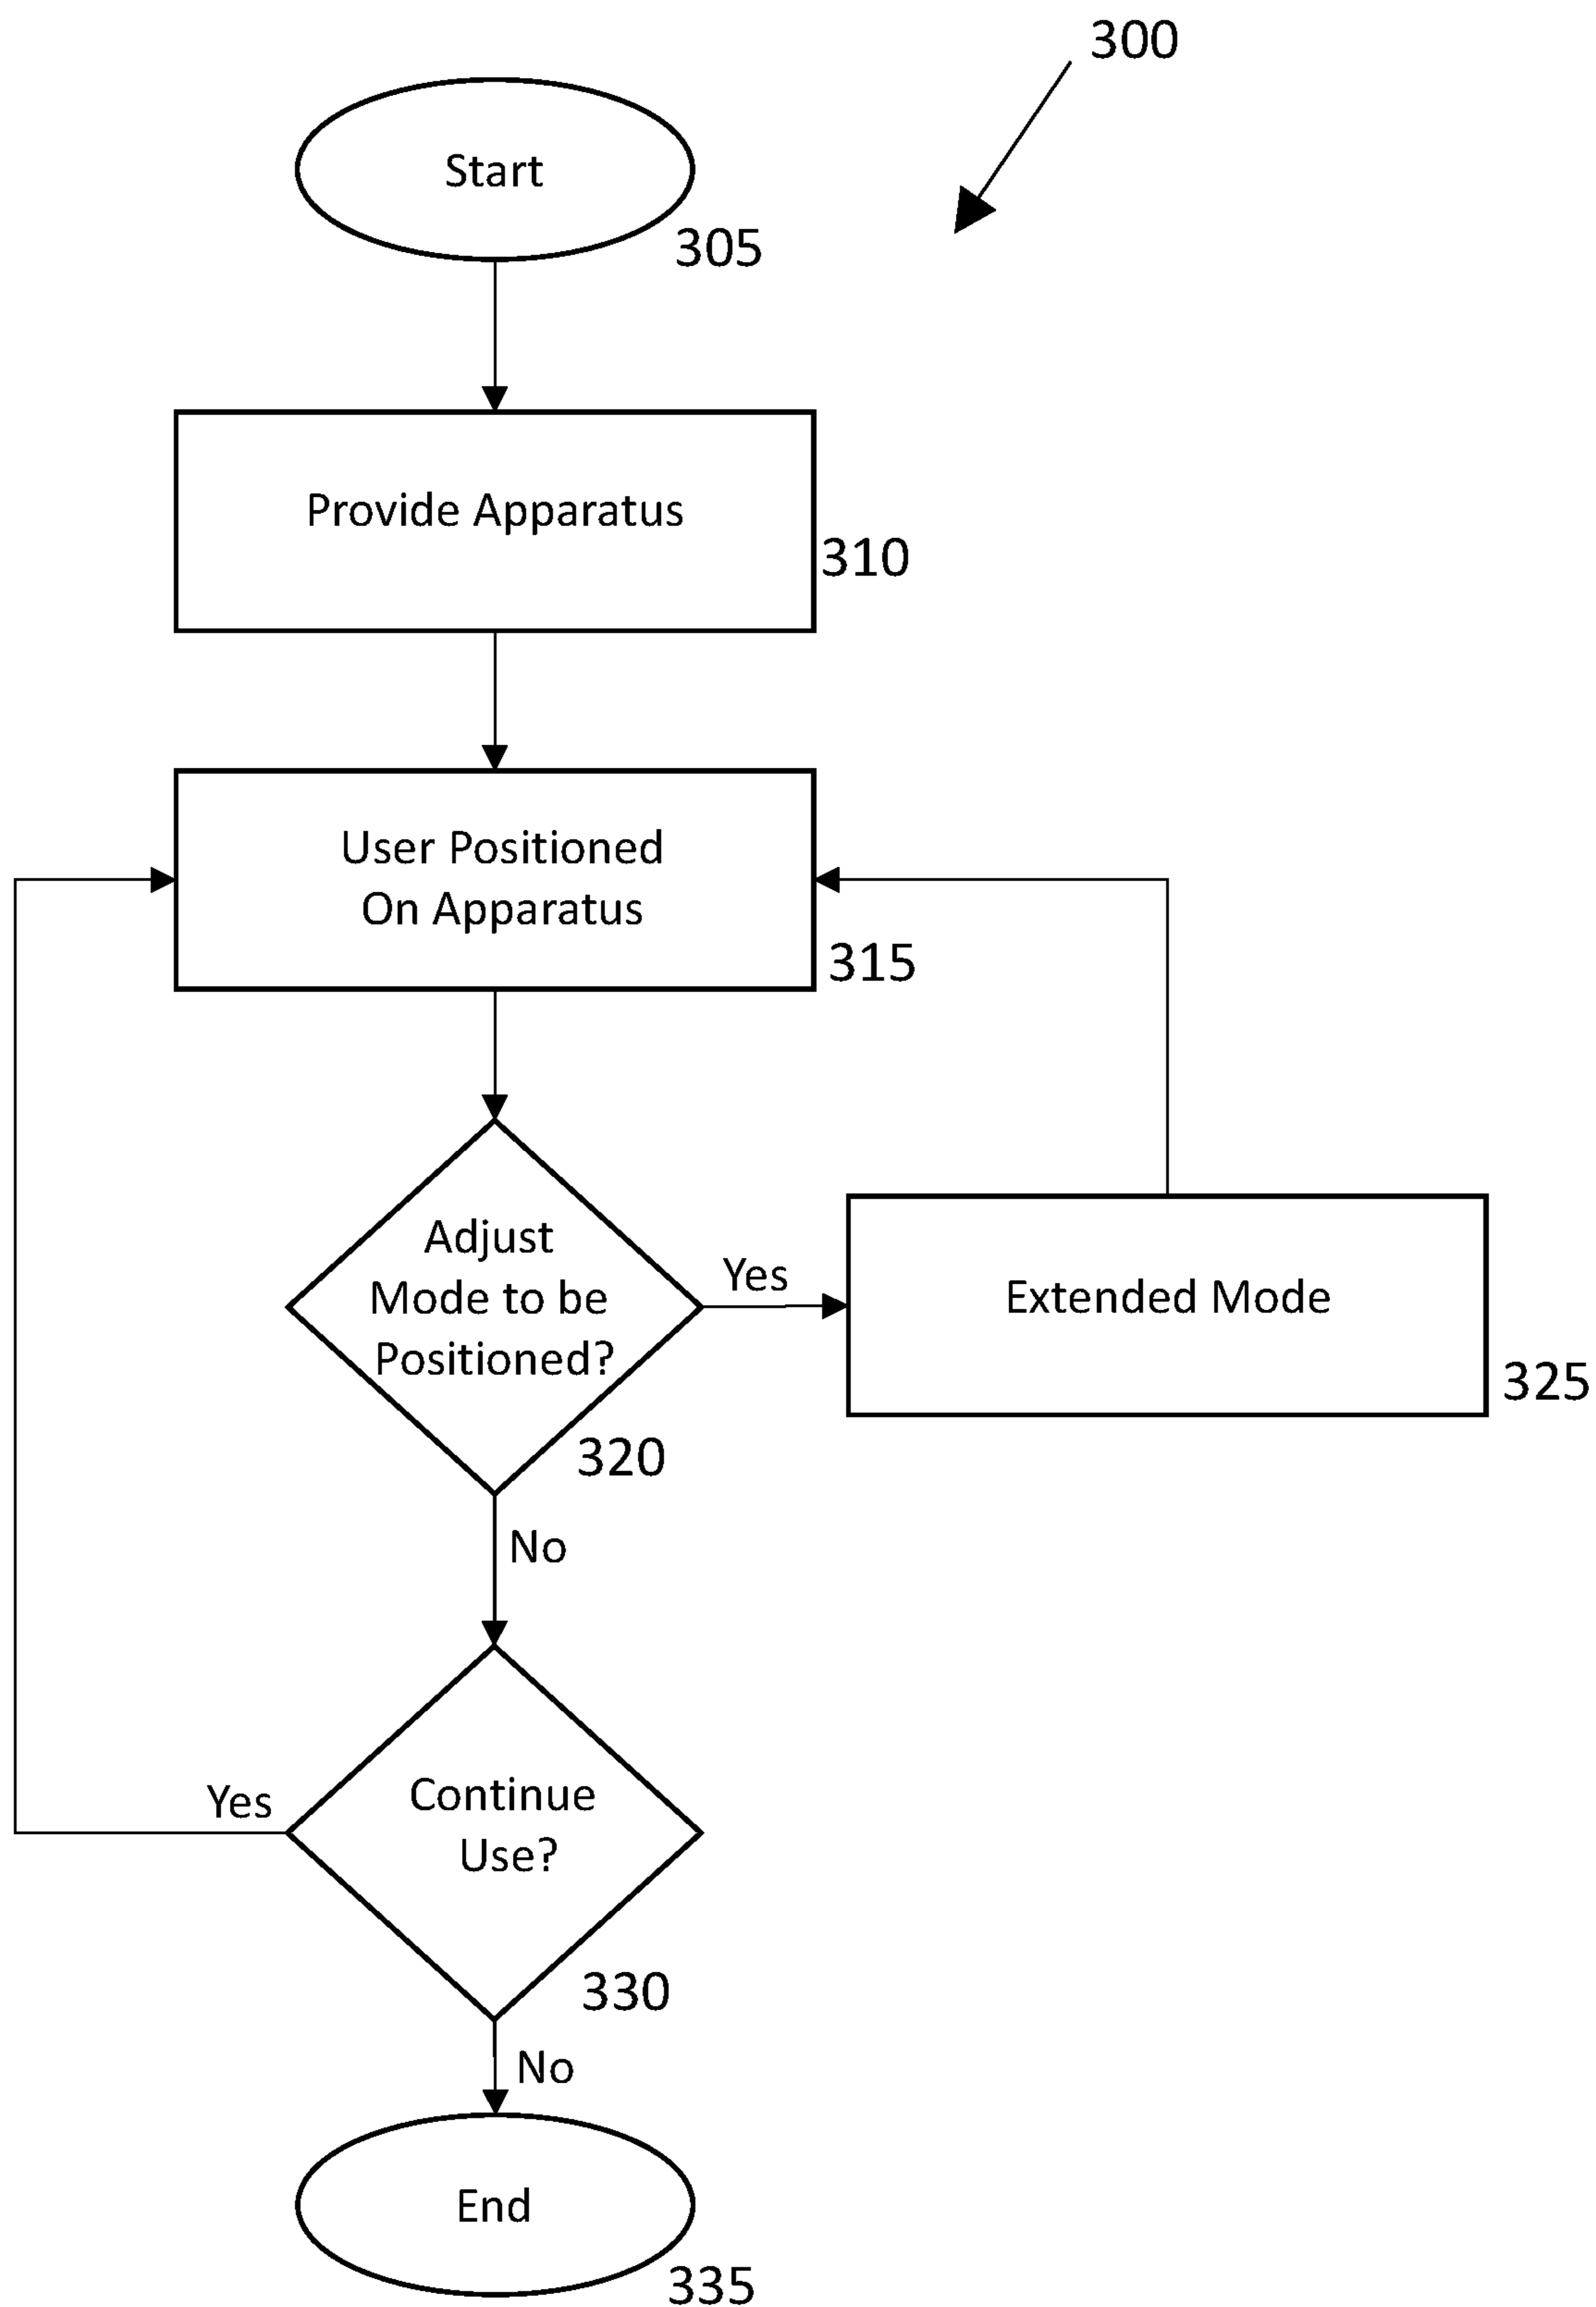 300
Start
305
Provide Apparatus
310
User Positioned
On Apparatus
315
Adjust
Mode to be
Positioned?
320
Yes
Extended Mode
325
No
Continue
Use?
330
Yes
No
End
335